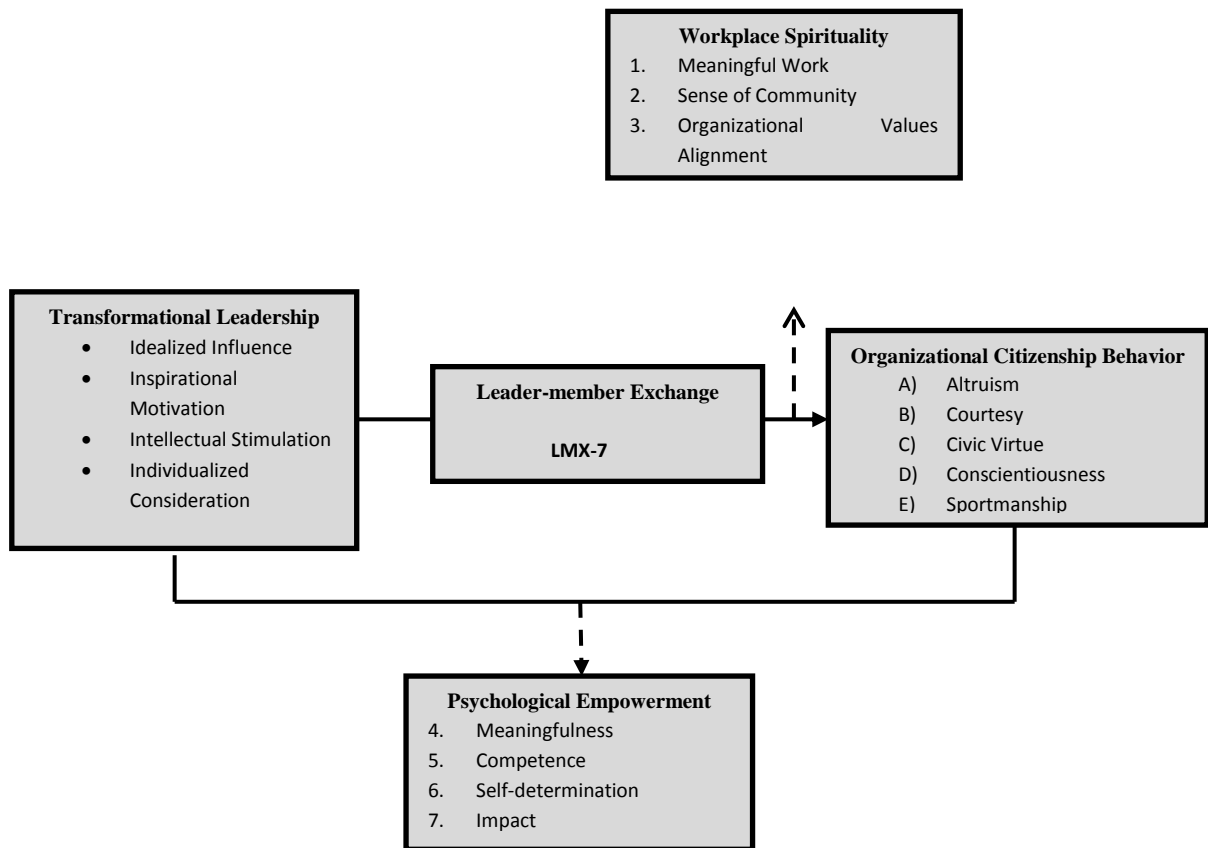 Workplace Spirituality
1. Meaningful Work
2. Sense of Community
3. Organizational Values
Alignment
Transformational Leadership
• Idealized Influence
• Inspirational
Motivation
• Intellectual Stimulation
• Individualized
Consideration
Leader-member Exchange
LMX-7
Organizational Citizenship Behavior
A) Altruism
B) Courtesy
C) Civic Virtue
D) Conscientiousness
E) Sportmanship
Psychological Empowerment
4. Meaningfulness
5. Competence
6. Self-determination
7. Impact